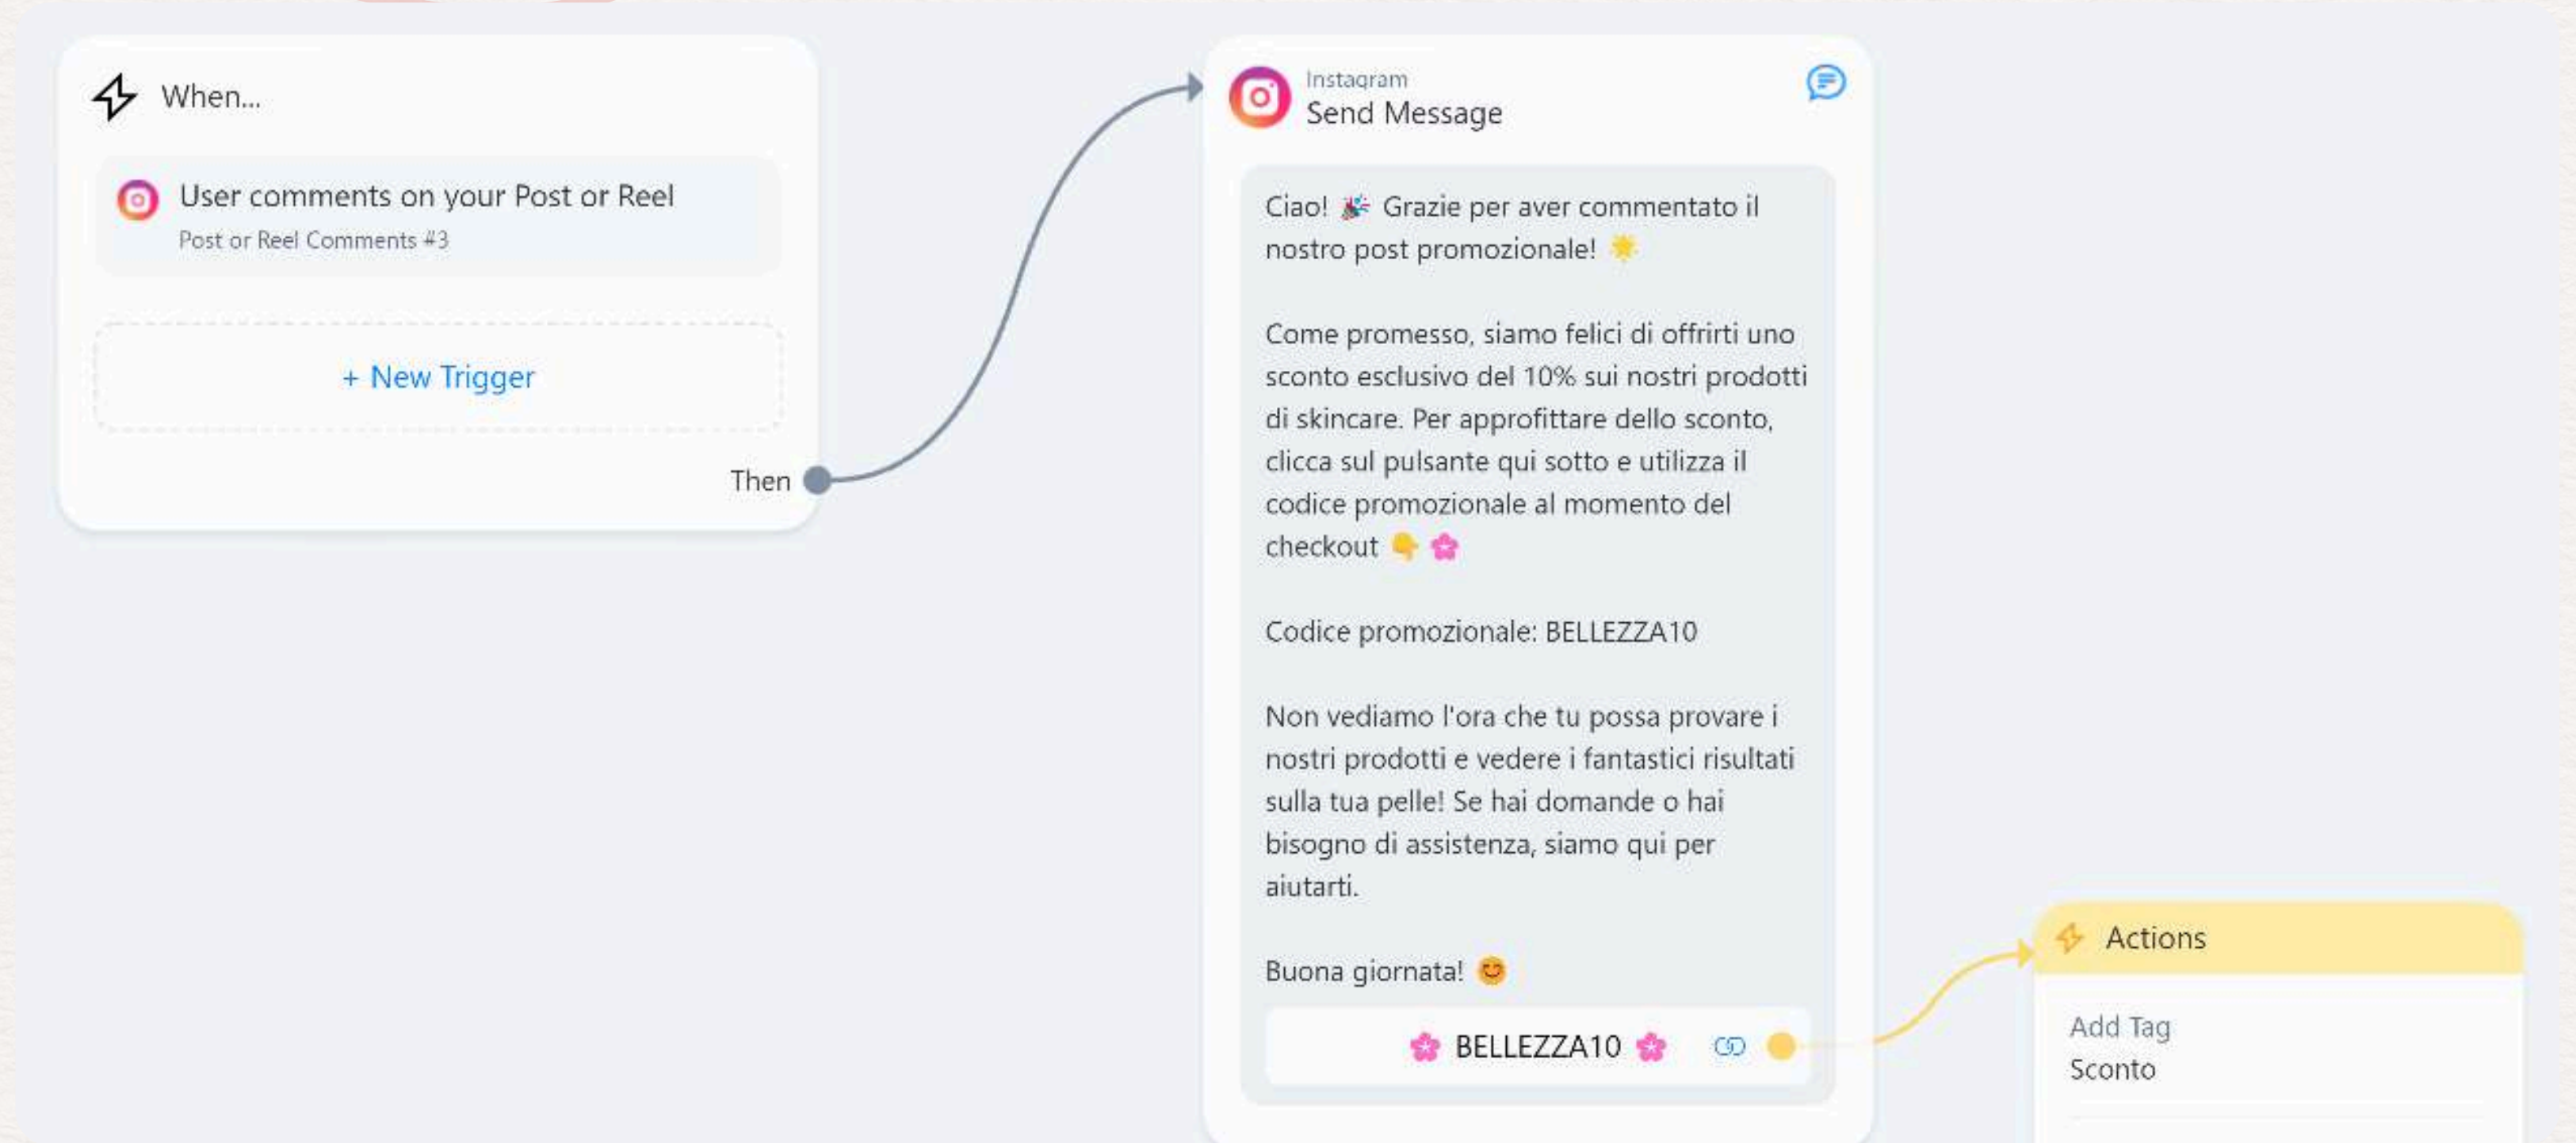 When...
User comments on your Post or Reel
Post or Reel Comments #3
+ New Trigger
Then
Instagram
Send Message
Ciao! 🎉 Grazie per aver commentato il
nostro post promozionale! 🌟
Come promesso, siamo felici di offrirti uno
sconto esclusivo del 10% sui nostri prodotti
di skincare. Per approfittare dello sconto,
clicca sul pulsante qui sotto e utilizza il
codice promozionale al momento del
checkout 👇 🌸
Codice promozionale: BELLEZZA10
Non vediamo l'ora che tu possa provare i
nostri prodotti e vedere i fantastici risultati
sulla tua pelle! Se hai domande o hai
bisogno di assistenza, siamo qui per
aiutarti.
Buona giornata! 😊
🌸 BELLEZZA10 🌸
Actions
Add Tag
Sconto